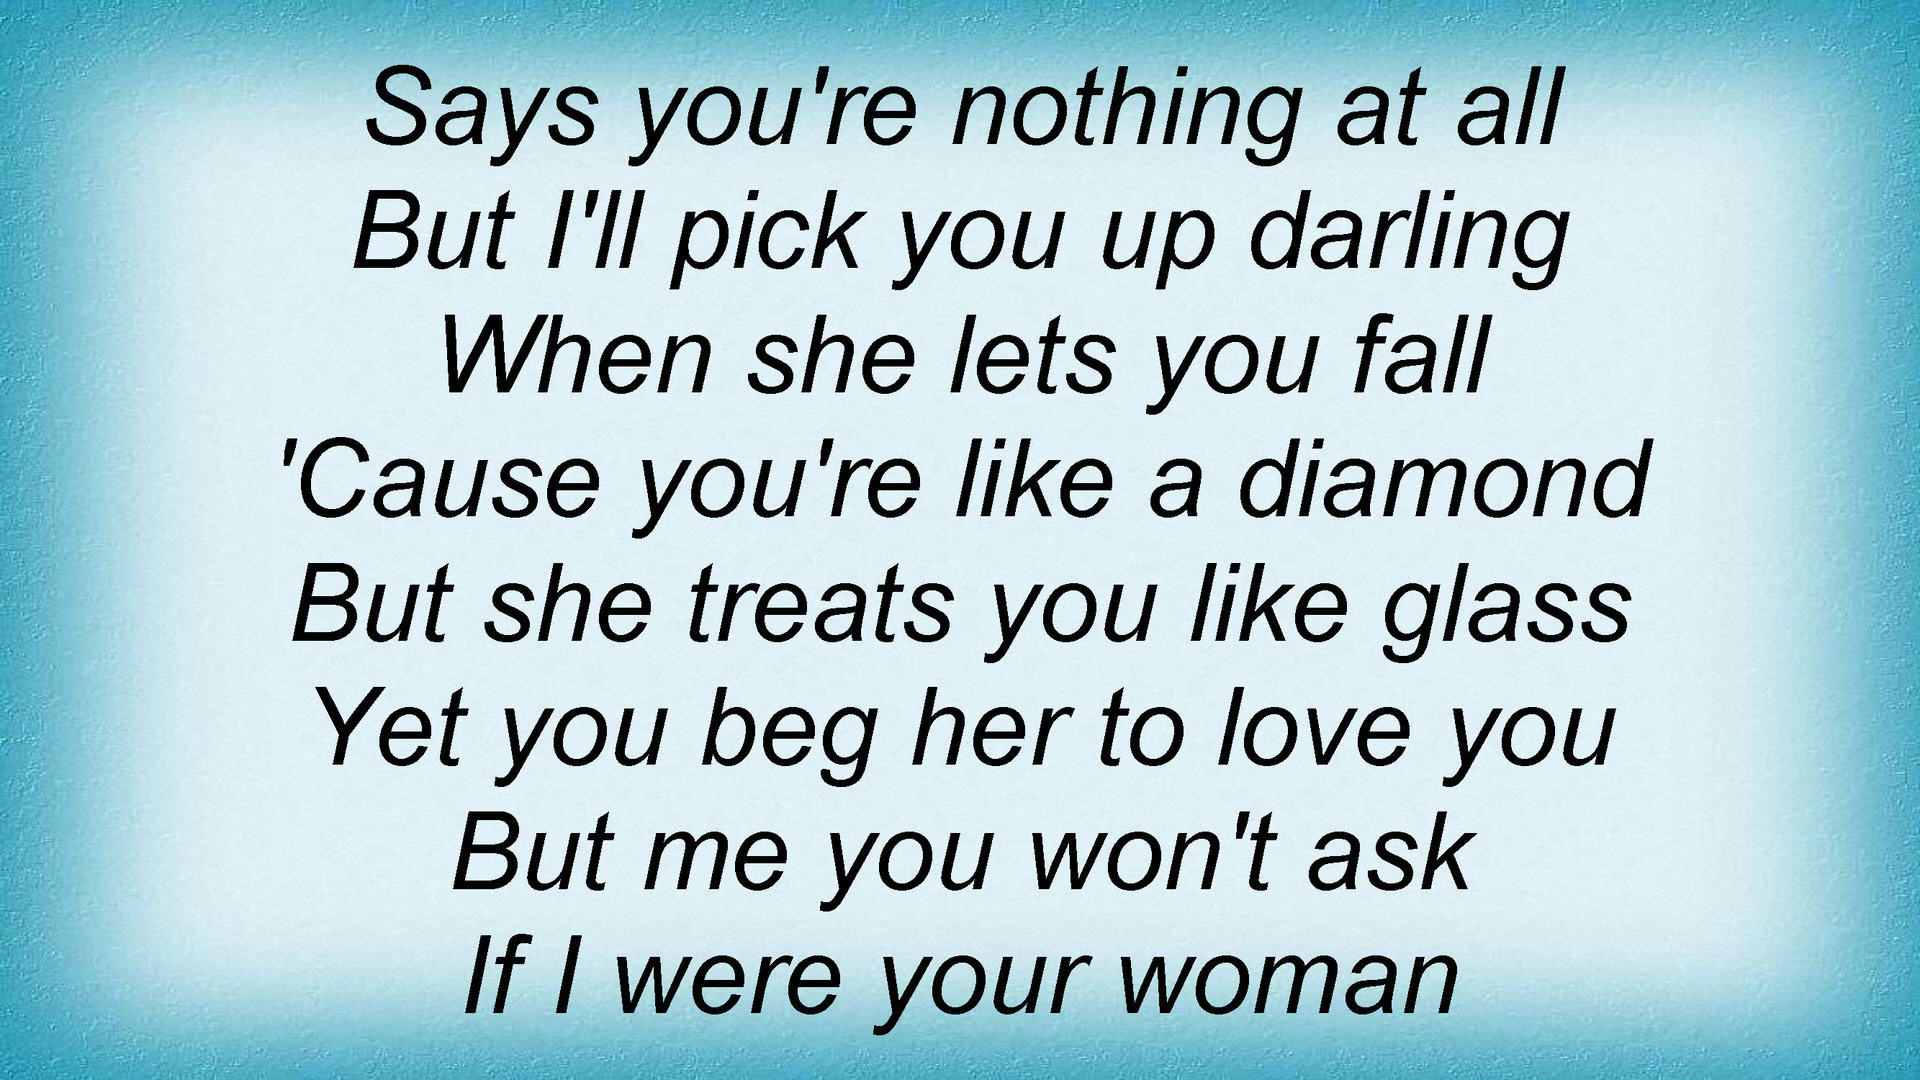 Says you're nothing at all
But I'll pick you up darling
When she lets you fall
'Cause you're like a diamond
But she treats you like glass
Yet you beg her to love you
But me you won't ask
If I were your woman